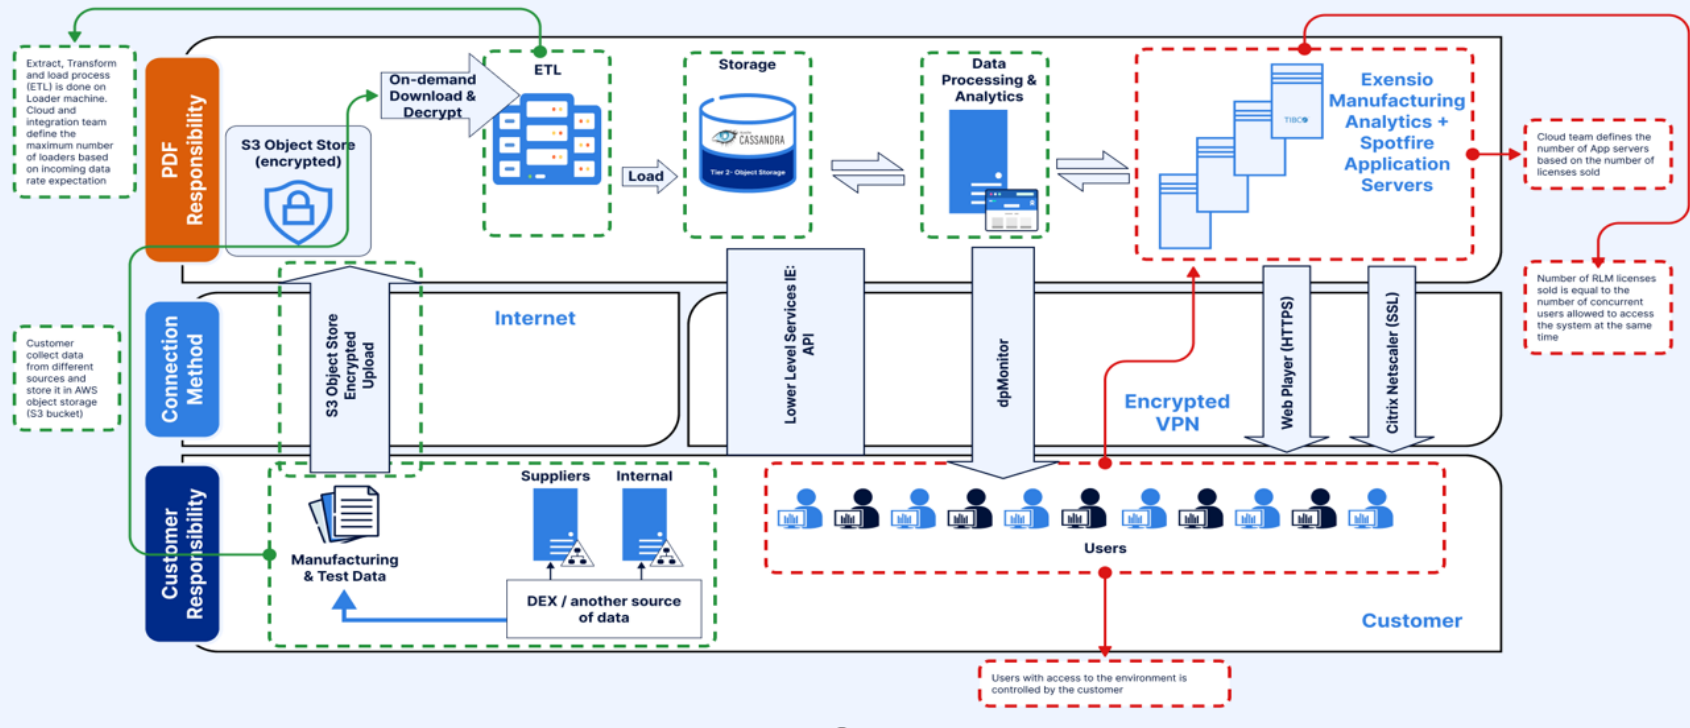 Extract, Transform
and load process
(ETL) is done on
Loader machine.
Cloud and
integration team
define the
maximum number
of loaders based
on incoming data
rate expectation
PDF
Responsibility
S3 Object Store
(encrypted)
On-demand
Download &
Decrypt
ETL
Load
Storage
CASSANDRA
Tier 2- Object Storage
Data
Processing &
Analytics
TIBCO
Exensio
Manufacturing
Analytics +
Spotfire
Application
Servers
Cloud team defines the
number of App servers
based on the number of
licenses sold
Number of RLM licenses
sold is equal to the
number of concurrent
users allowed to access
the system at the same
time
Connection
Method
S3 Object Store
Encrypted
Upload
Internet
Lower Level Services IE:
API
dpMonitor
Encrypted
VPN
Web Player (HTTPS)
Citrix Netscaler (SSL)
Customer
collect data
from different
sources and
store it in AWS
object storage
(S3 bucket)
Customer
Responsibility
Manufacturing
& Test Data
Suppliers
Internal
DEX / another source
of data
Users
Customer
Users with access to the environment is
controlled by the customer